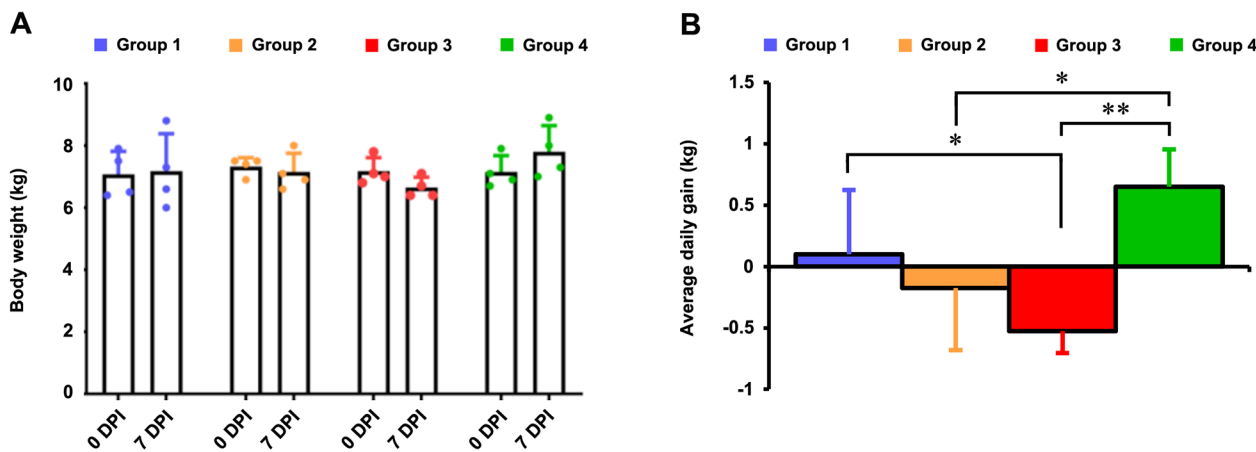 A
Group 1 Group 2 Group 3 Group 4
Body weight (kg)
10
8
6
4
2
0
0 DPI 7 DPI 0 DPI 7 DPI 0 DPI 7 DPI 0 DPI 7 DPI
B
Group 1 Group 2 Group 3 Group 4
Average daily gain (kg)
1.5
1
0.5
0
-0.5
-1
*
**
*